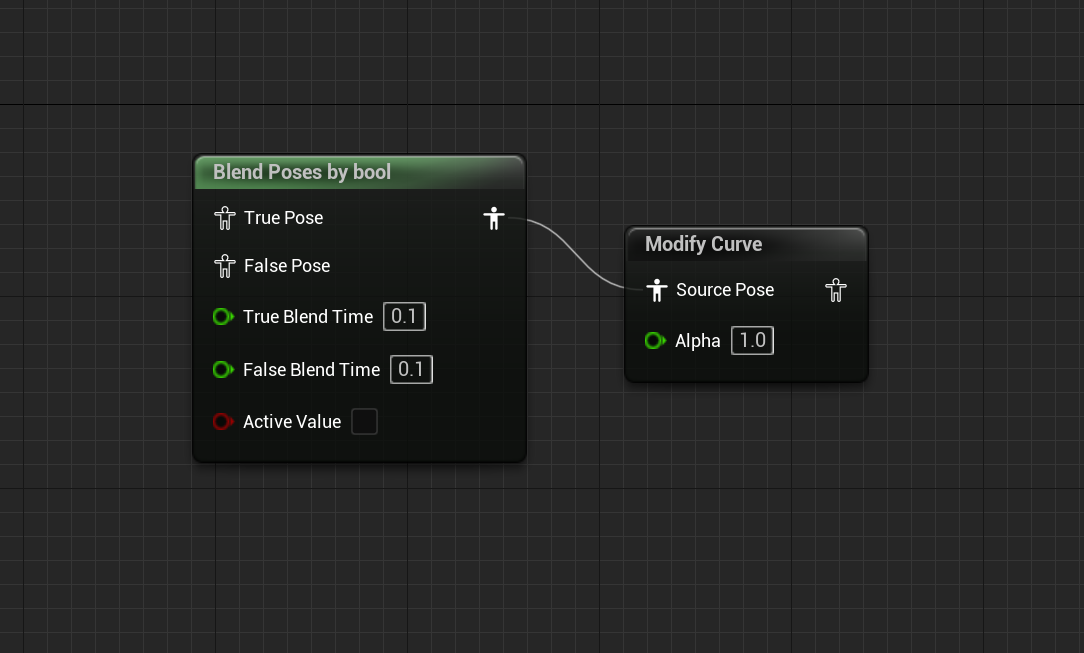 Blend Poses by bool
True Pose
False Pose
True Blend Time 0.1
False Blend Time 0.1
Active Value
Modify Curve
Source Pose
Alpha 1.0